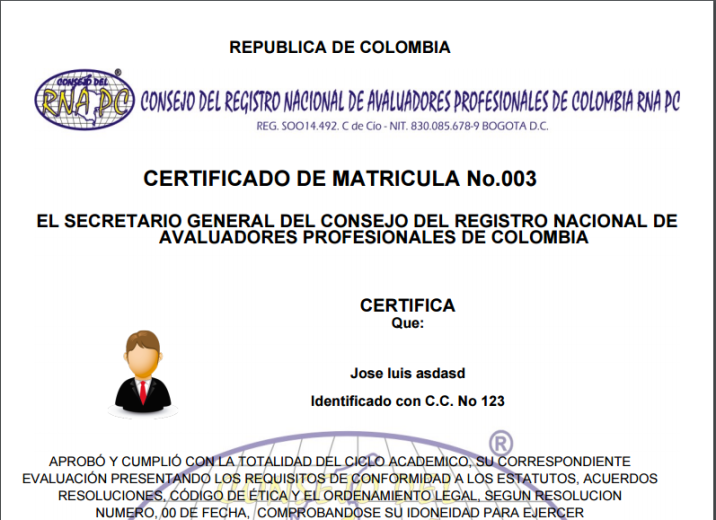 REPUBLICA DE COLOMBIA
CONSEJO DEL
RNA PC
®
CONSEJO DEL REGISTRO NACIONAL DE AVALUADORES PROFESIONALES DE COLOMBIA RNA PC
REG. SOO14.492. C de Cio - NIT. 830.085.678-9 BOGOTA D.C.
CERTIFICADO DE MATRICULA No.003
EL SECRETARIO GENERAL DEL CONSEJO DEL REGISTRO NACIONAL DE
AVALUADORES PROFESIONALES DE COLOMBIA
CERTIFICA
Que:
Jose luis asdasd
Identificado con C.C. No 123
®
APROBÓ Y CUMPLIÓ CON LA TOTALIDAD DEL CICLO ACADEMICO, SU CORRESPONDIENTE
EVALUACIÓN PRESENTANDO LOS REQUISITOS DE CONFORMIDAD A LOS ESTATUTOS, ACUERDOS
RESOLUCIONES, CÓDIGO DE ETICA Y EL ORDENAMIENTO LEGAL, SEGUN RESOLUCION
NUMERO, 00 DE FECHA, COMPROBANDOSE SU IDONEIDAD PARA EJERCER